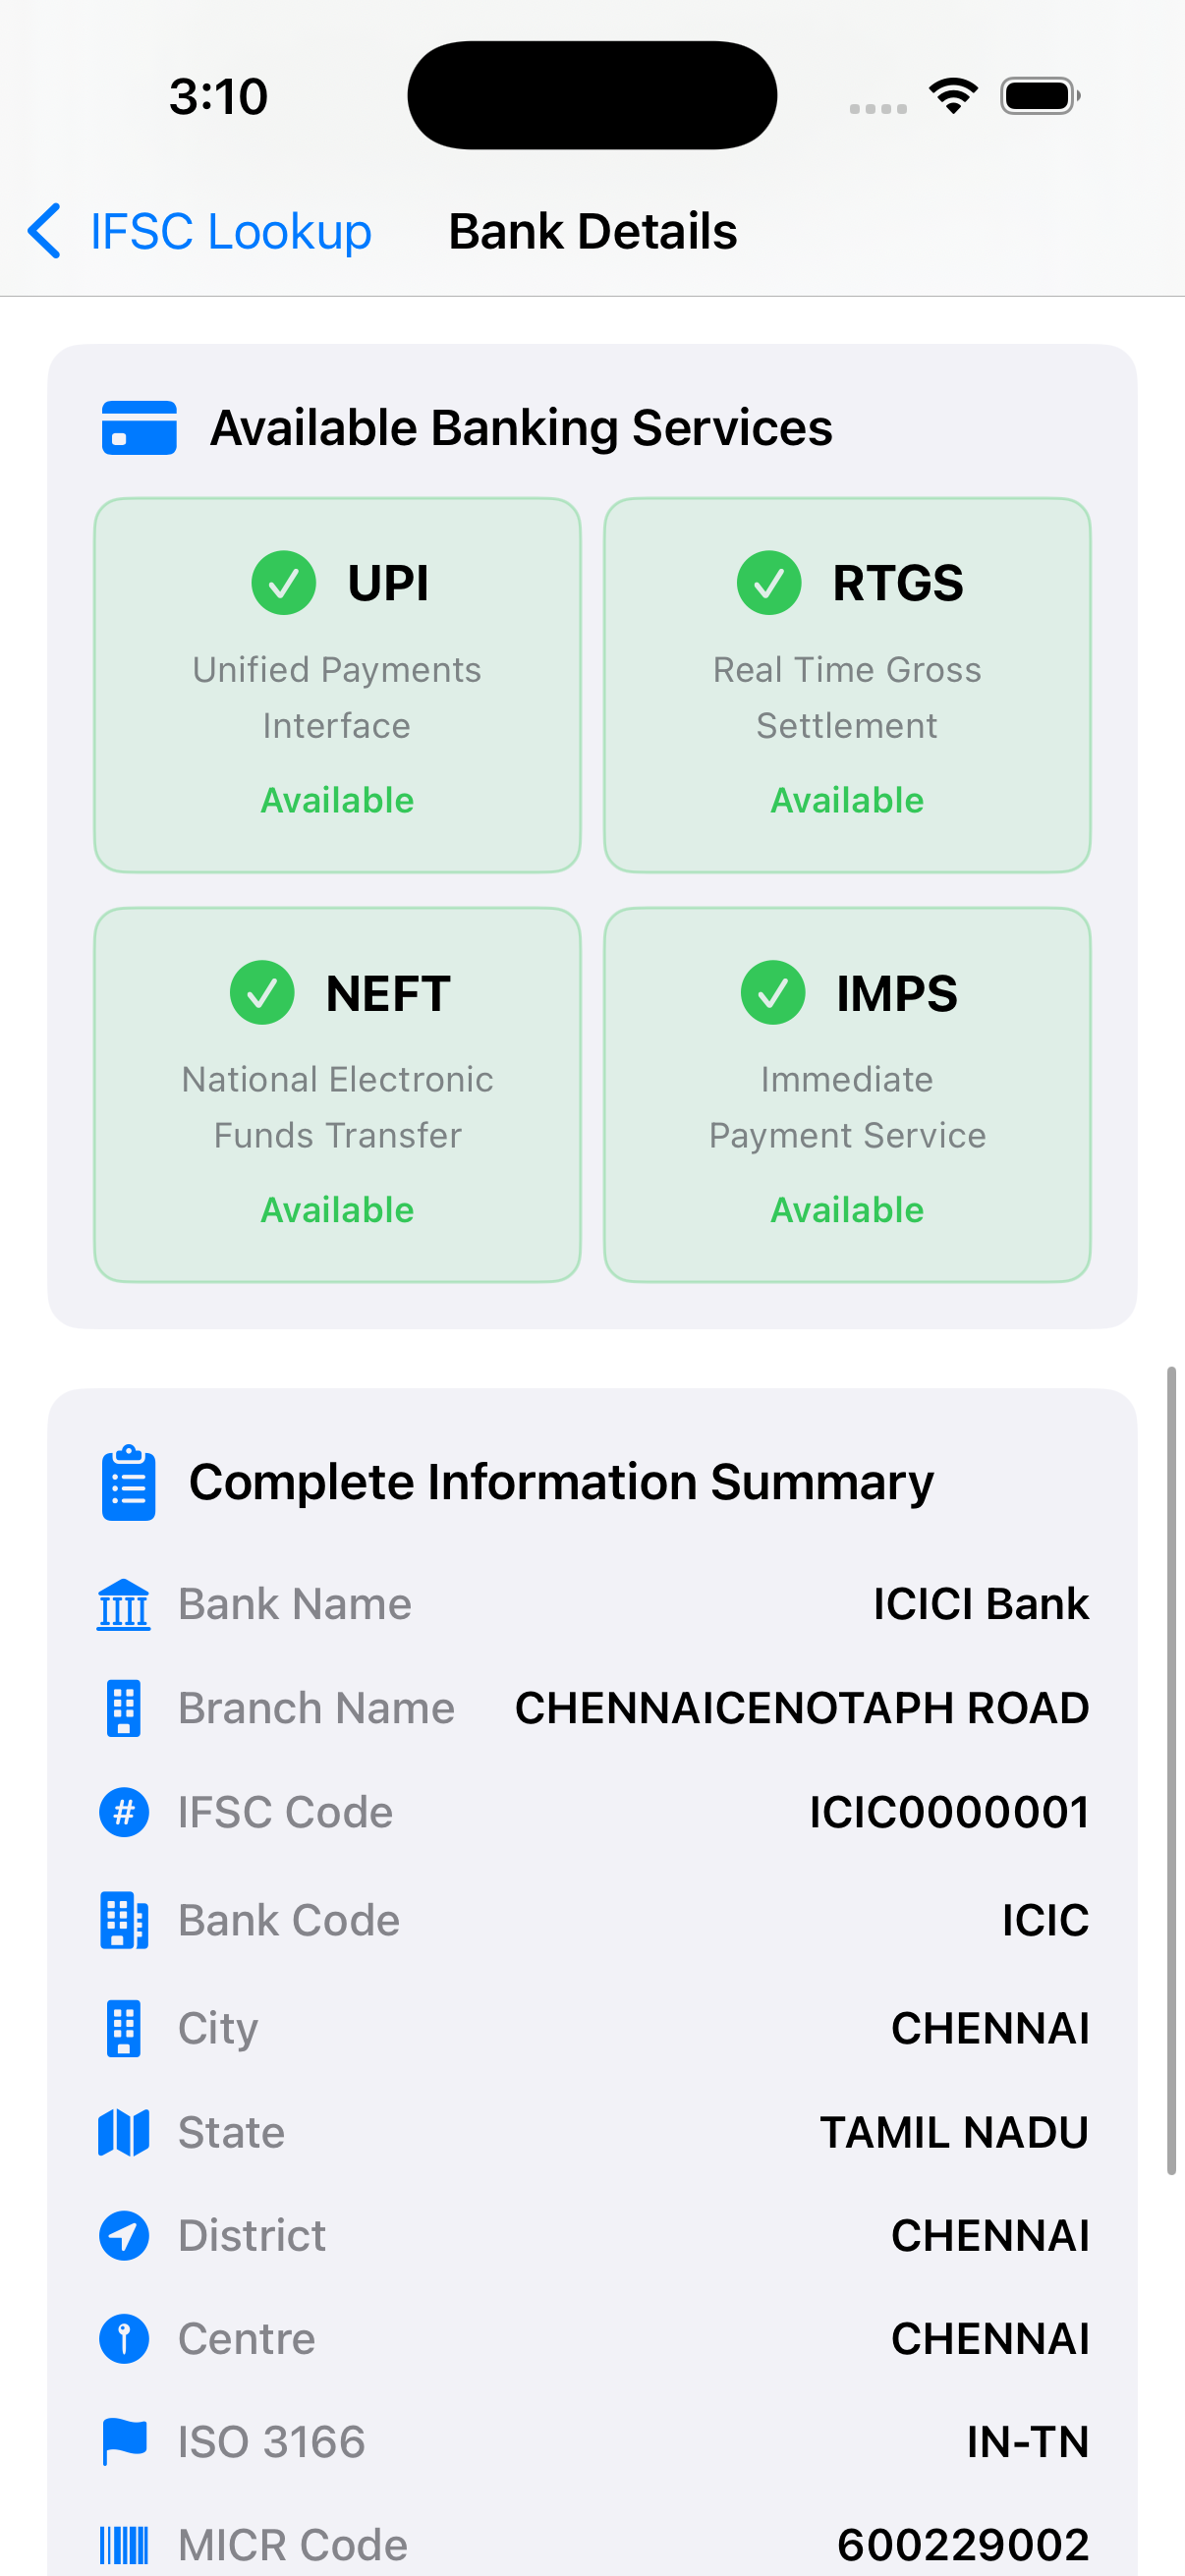 3:10
IFSC Lookup Bank Details
Available Banking Services
UPI
Unified Payments
Interface
Available
RTGS
Real Time Gross
Settlement
Available
NEFT
National Electronic
Funds Transfer
Available
IMPS
Immediate
Payment Service
Available
Complete Information Summary
Bank Name ICICI Bank
Branch Name CHENNAICENOTAPH ROAD
# IFSC Code ICIC0000001
Bank Code ICIC
City CHENNAI
State TAMIL NADU
District CHENNAI
Centre CHENNAI
ISO 3166 IN-TN
MICR Code 600229002